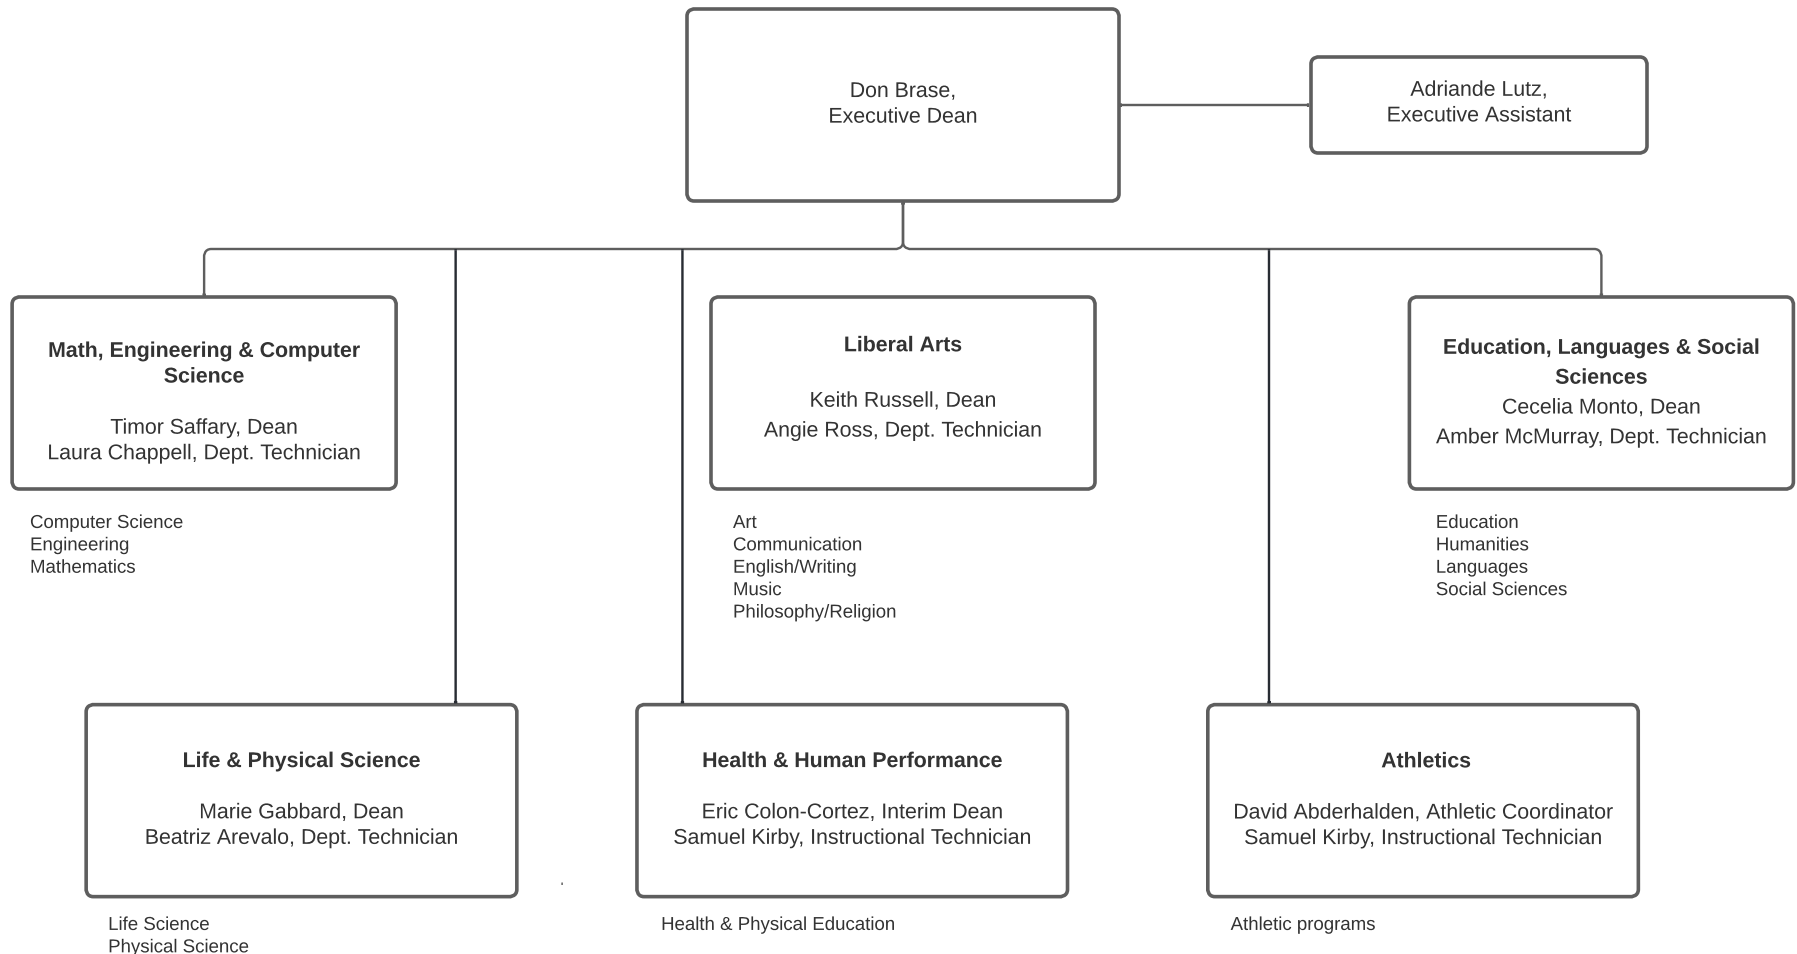 Don Brase,
Executive Dean
Adriande Lutz,
Executive Assistant
Math, Engineering & Computer
Science
Timor Saffary, Dean
Laura Chappell, Dept. Technician
Computer Science
Engineering
Mathematics
Liberal Arts
Keith Russell, Dean
Angie Ross, Dept. Technician
Art
Communication
English/Writing
Music
Philosophy/Religion
Education, Languages & Social
Sciences
Cecelia Monto, Dean
Amber McMurray, Dept. Technician
Education
Humanities
Languages
Social Sciences
Life & Physical Science
Marie Gabbard, Dean
Beatriz Arevalo, Dept. Technician
Life Science
Physical Science
Health & Human Performance
Eric Colon-Cortez, Interim Dean
Samuel Kirby, Instructional Technician
Health & Physical Education
Athletics
David Abderhalden, Athletic Coordinator
Samuel Kirby, Instructional Technician
Athletic programs